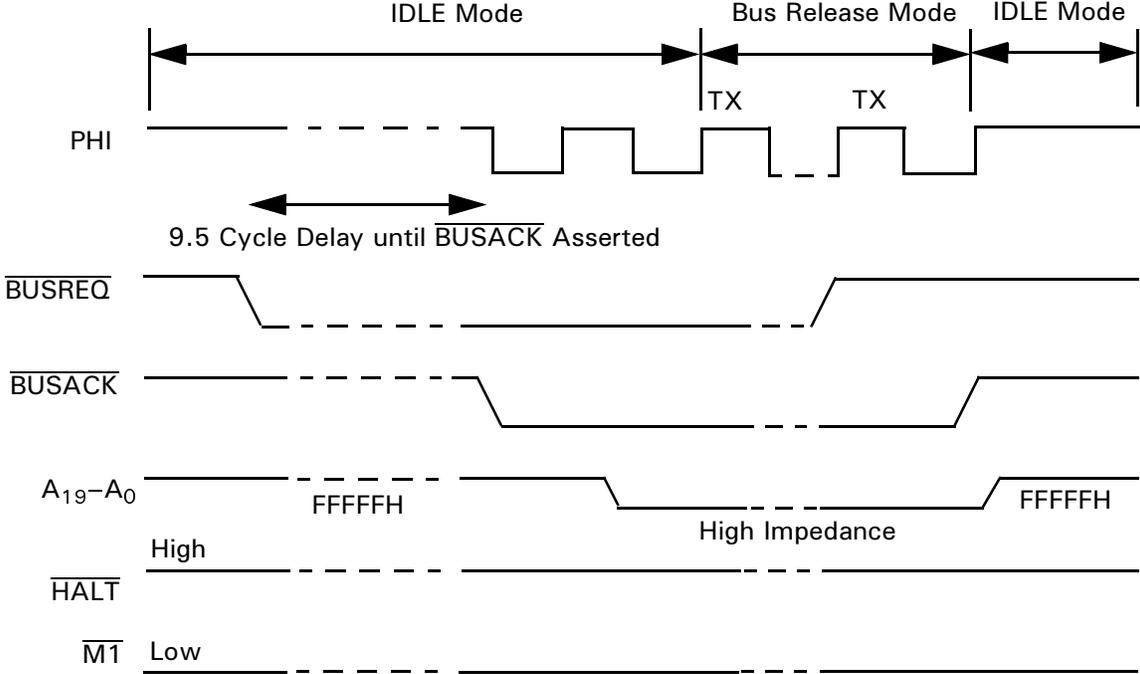 IDLE Mode
Bus Release Mode
IDLE Mode
TX
TX
PHI
9.5 Cycle Delay until BUSACK Asserted
BUSREQ
BUSACK
A19–A0
FFFFFH
FFFFFH
High Impedance
High
HALT
M1
Low